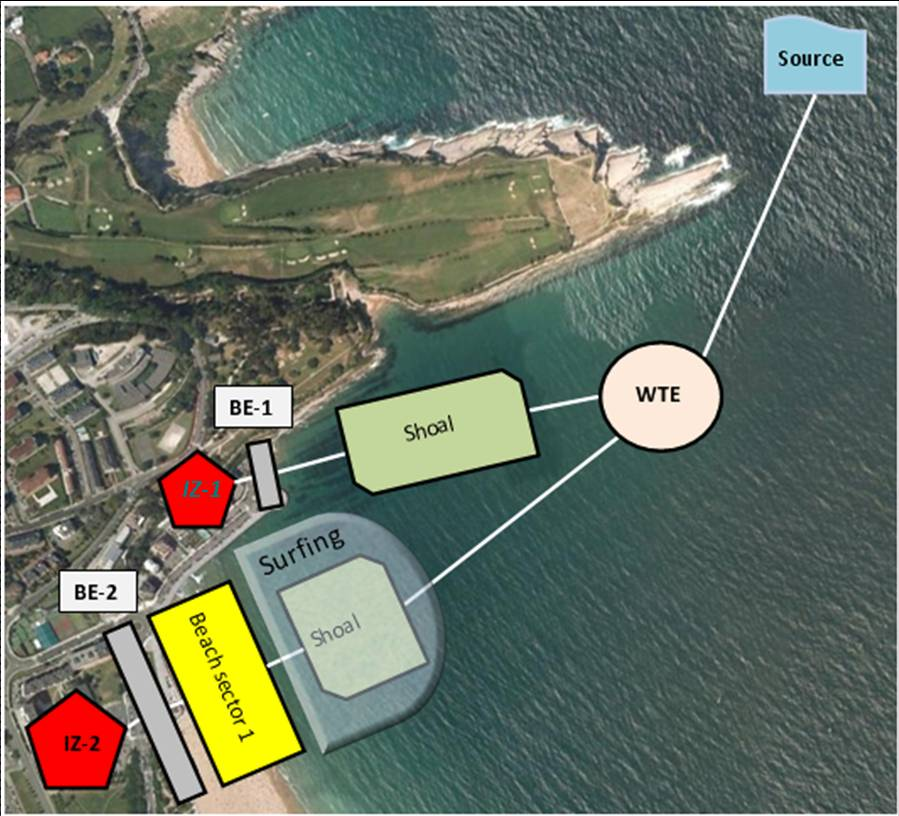 Source
WTE
BE-1
Shoal
IZ-1
Surfing
BE-2
Shoal
Beach sector 1
IZ-2